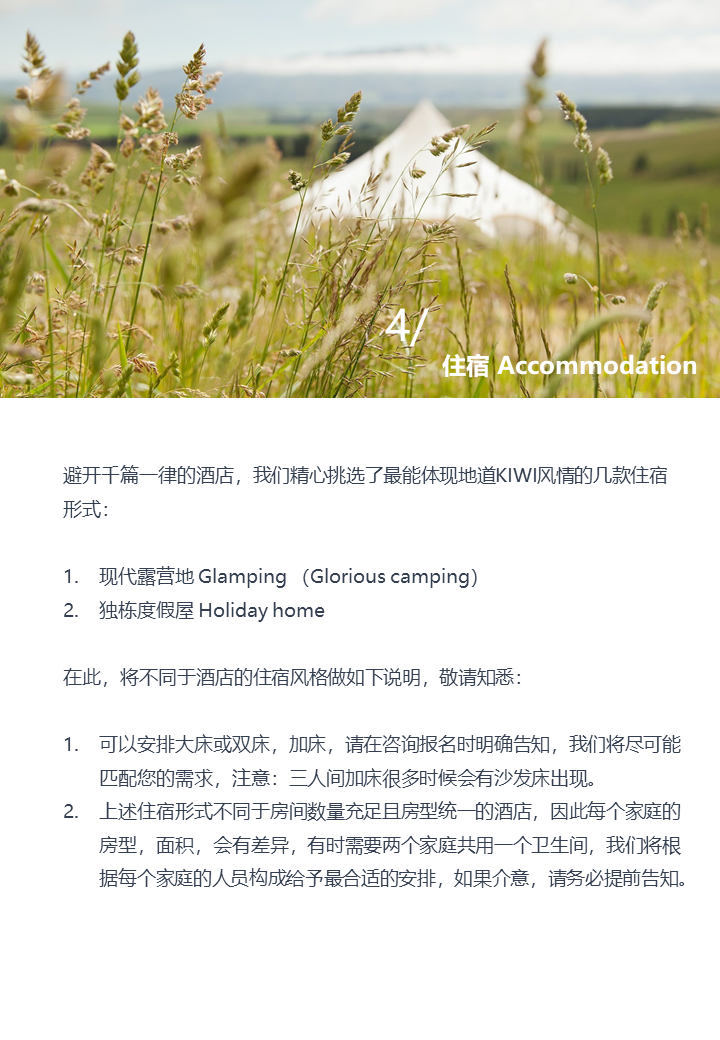 4/
住宿 Accommodation
避开千篇一律的酒店，我们精心挑选了最能体现地道KIWI风情的几款住宿
形式：
1. 现代露营地 Glamping （Glorious camping）
2. 独栋度假屋 Holiday home
在此，将不同于酒店的住宿风格做如下说明，敬请知悉：
1. 可以安排大床或双床，加床，请在咨询报名时明确告知，我们将尽可能
匹配您的需求，注意：三人间加床很多时候会有沙发床出现。
2. 上述住宿形式不同于房间数量充足且房型统一的酒店，因此每个家庭的
房型，面积，会有差异，有时需要两个家庭共用一个卫生间，我们将根
据每个家庭的人员构成给予最合适的安排，如果介意，请务必提前告知。